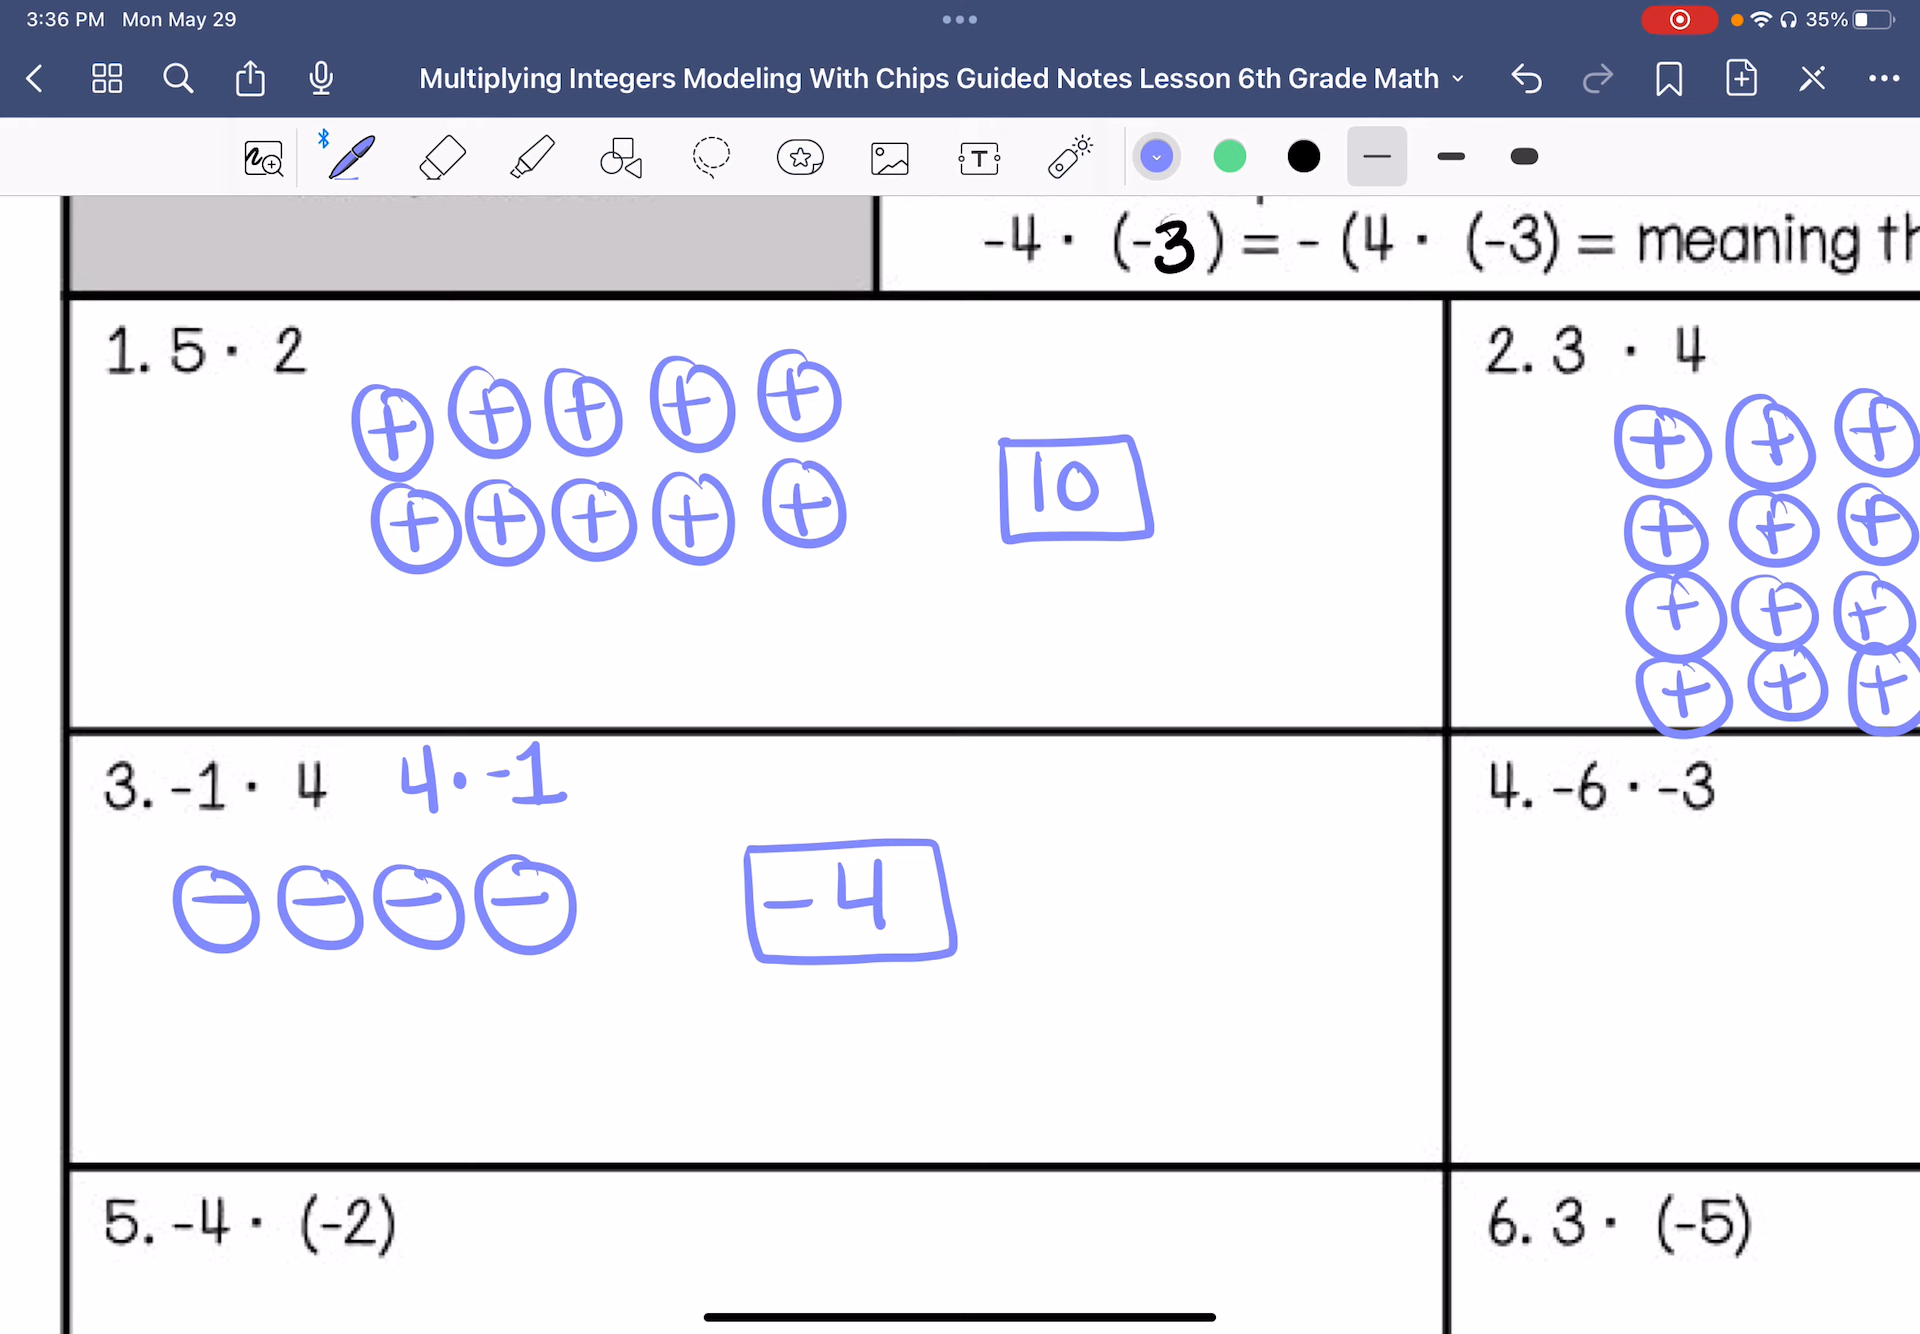 3:36 PM Mon May 29
35%
Multiplying Integers Modeling With Chips Guided Notes Lesson 6th Grade Math
T
-4 · (-3) = - (4 · (-3) = meaning th
1. 5 · 2
+ + + + +
+ + + + +
10
2. 3 · 4
+ + +
+ + +
+ + +
+ + +
3. -1 · 4 4 · -1
- - - -
-4
4. -6 · -3
5. -4 · (-2)
6. 3 · (-5)